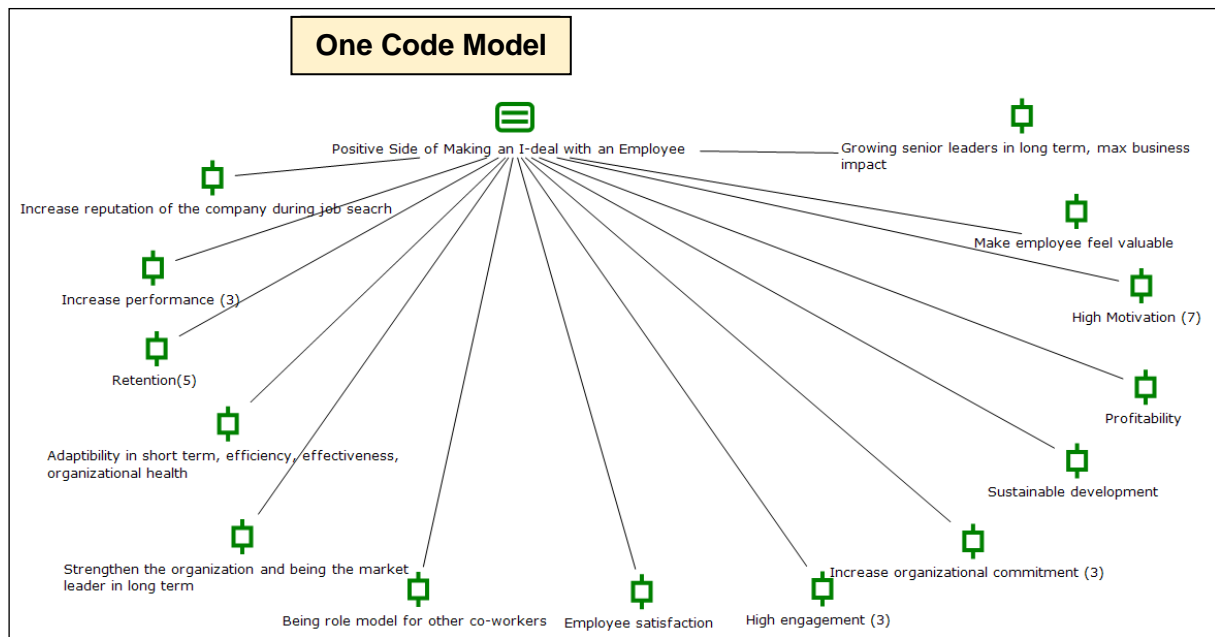 One Code Model
Positive Side of Making an I-deal with an Employee
Growing senior leaders in long term, max business
impact
Increase reputation of the company during job seacrh
Make employee feel valuable
Increase performance (3)
High Motivation (7)
Retention(5)
Profitability
Adaptibility in short term, efficiency, effectiveness,
organizational health
Sustainable development
Strengthen the organization and being the market
leader in long term
Increase organizational commitment (3)
Being role model for other co-workers
Employee satisfaction
High engagement (3)